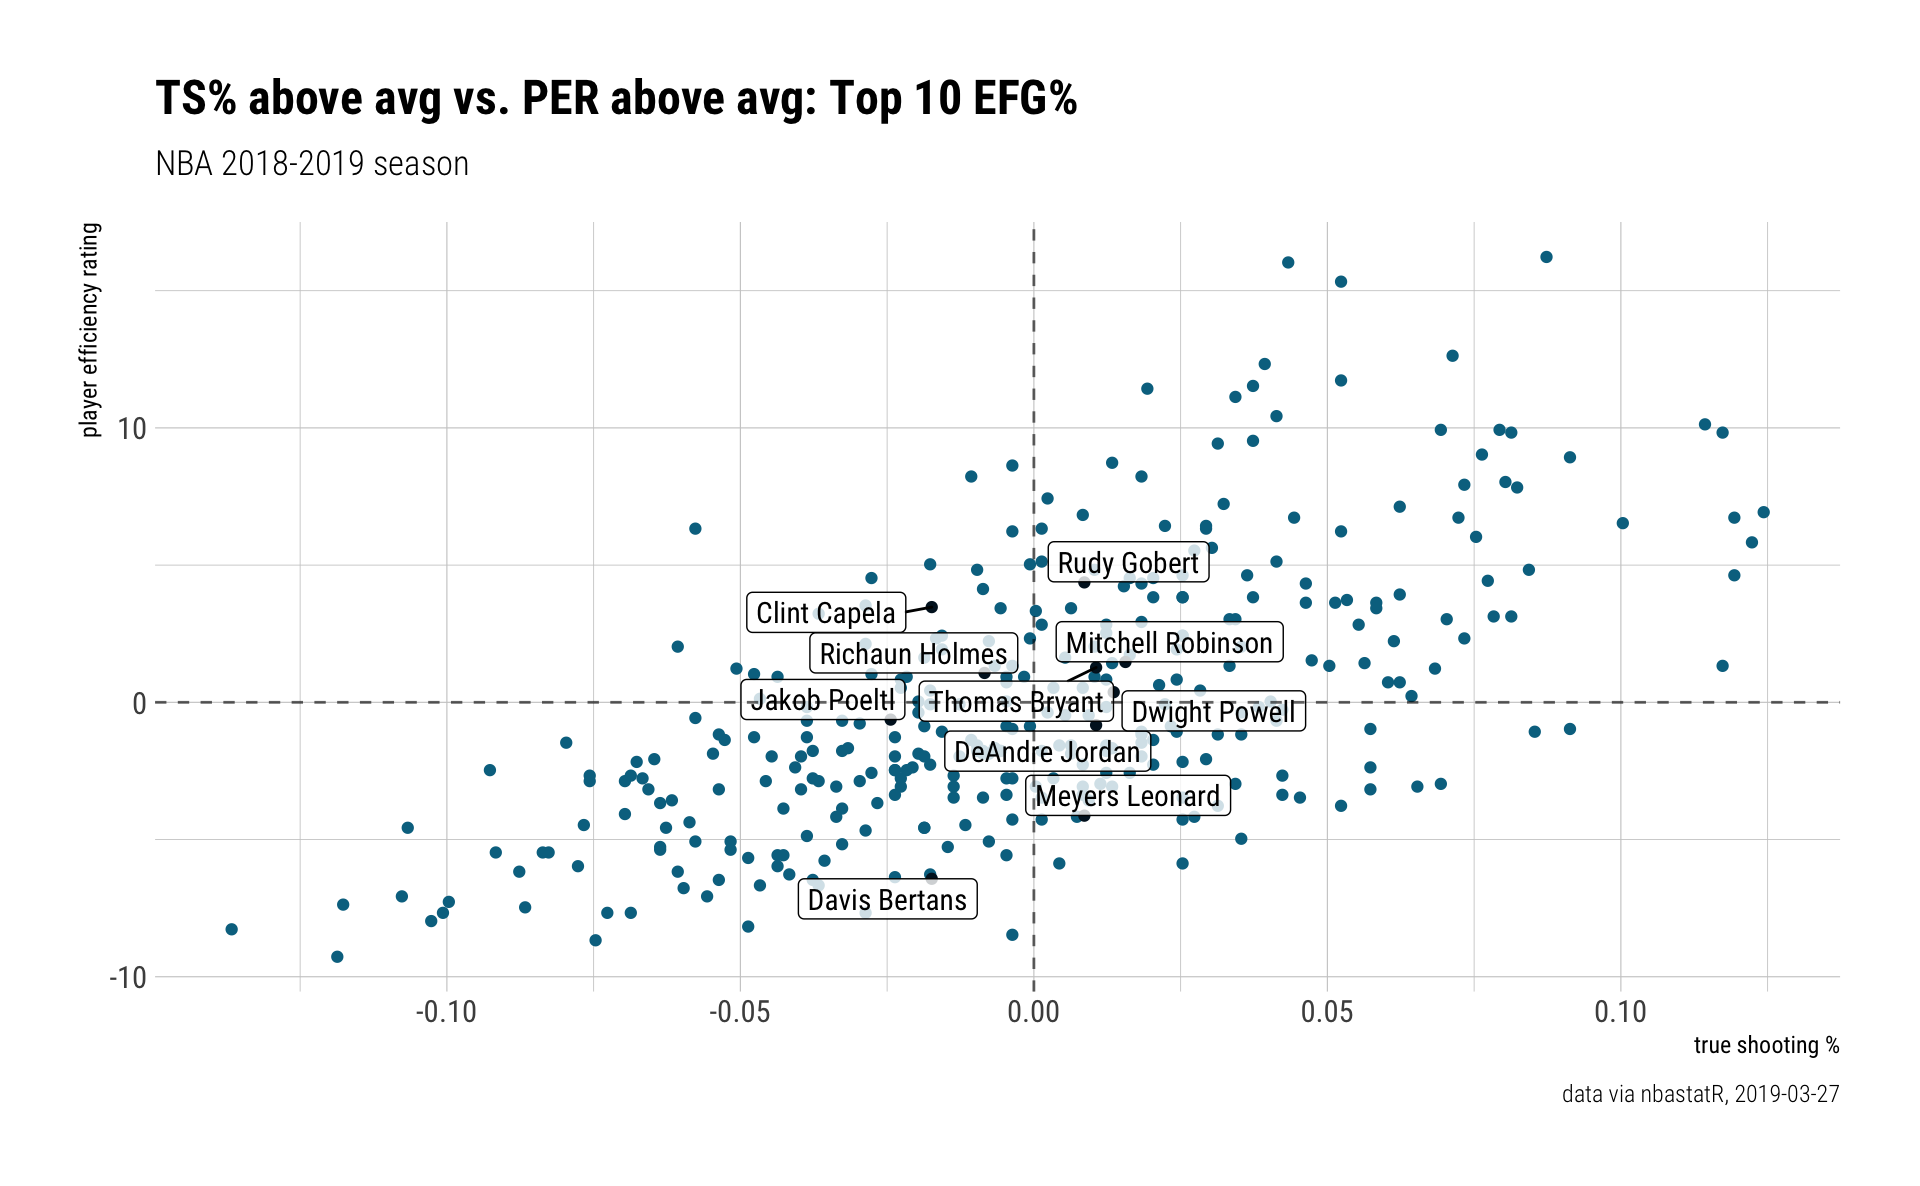 TS% above avg vs. PER above avg: Top 10 EFG%
NBA 2018-2019 season
player efficiency rating
10
0
-10
Rudy Gobert
Clint Capela
Mitchell Robinson
Richaun Holmes
Jakob Poeltl
Thomas Bryant
Dwight Powell
DeAndre Jordan
Meyers Leonard
Davis Bertans
-0.10
-0.05
0.00
0.05
0.10
true shooting %
data via nbastatR, 2019-03-27